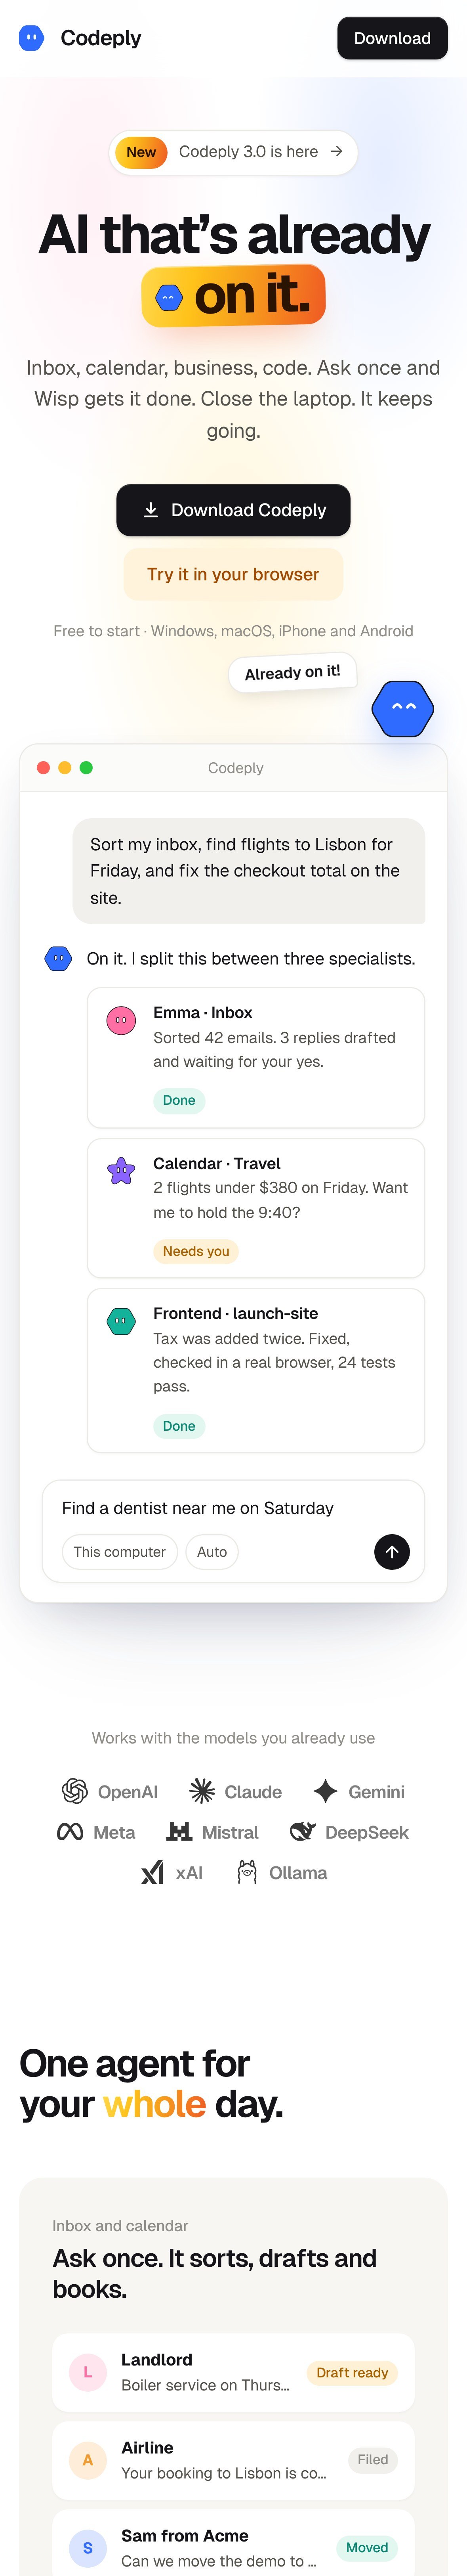 Codeply
Download
New Codeply 3.0 is here →
AI that’s already
on it.
Inbox, calendar, business, code. Ask once and
Wisp gets it done. Close the laptop. It keeps
going.
Download Codeply
Try it in your browser
Free to start · Windows, macOS, iPhone and Android
Already on it!
Codeply
Sort my inbox, find flights to Lisbon for
Friday, and fix the checkout total on the
site.
On it. I split this between three specialists.
Emma · Inbox
Sorted 42 emails. 3 replies drafted
and waiting for your yes.
Done
Calendar · Travel
2 flights under $380 on Friday. Want
me to hold the 9:40?
Needs you
Frontend · launch-site
Tax was added twice. Fixed,
checked in a real browser, 24 tests
pass.
Done
Find a dentist near me on Saturday
This computer Auto
Works with the models you already use
OpenAI Claude Gemini
Meta Mistral DeepSeek
xAI Ollama
One agent for
your whole day.
Inbox and calendar
Ask once. It sorts, drafts and
books.
L
Landlord
Boiler service on Thurs...
Draft ready
A
Airline
Your booking to Lisbon is co...
Filed
S
Sam from Acme
Can we move the demo to ...
Moved